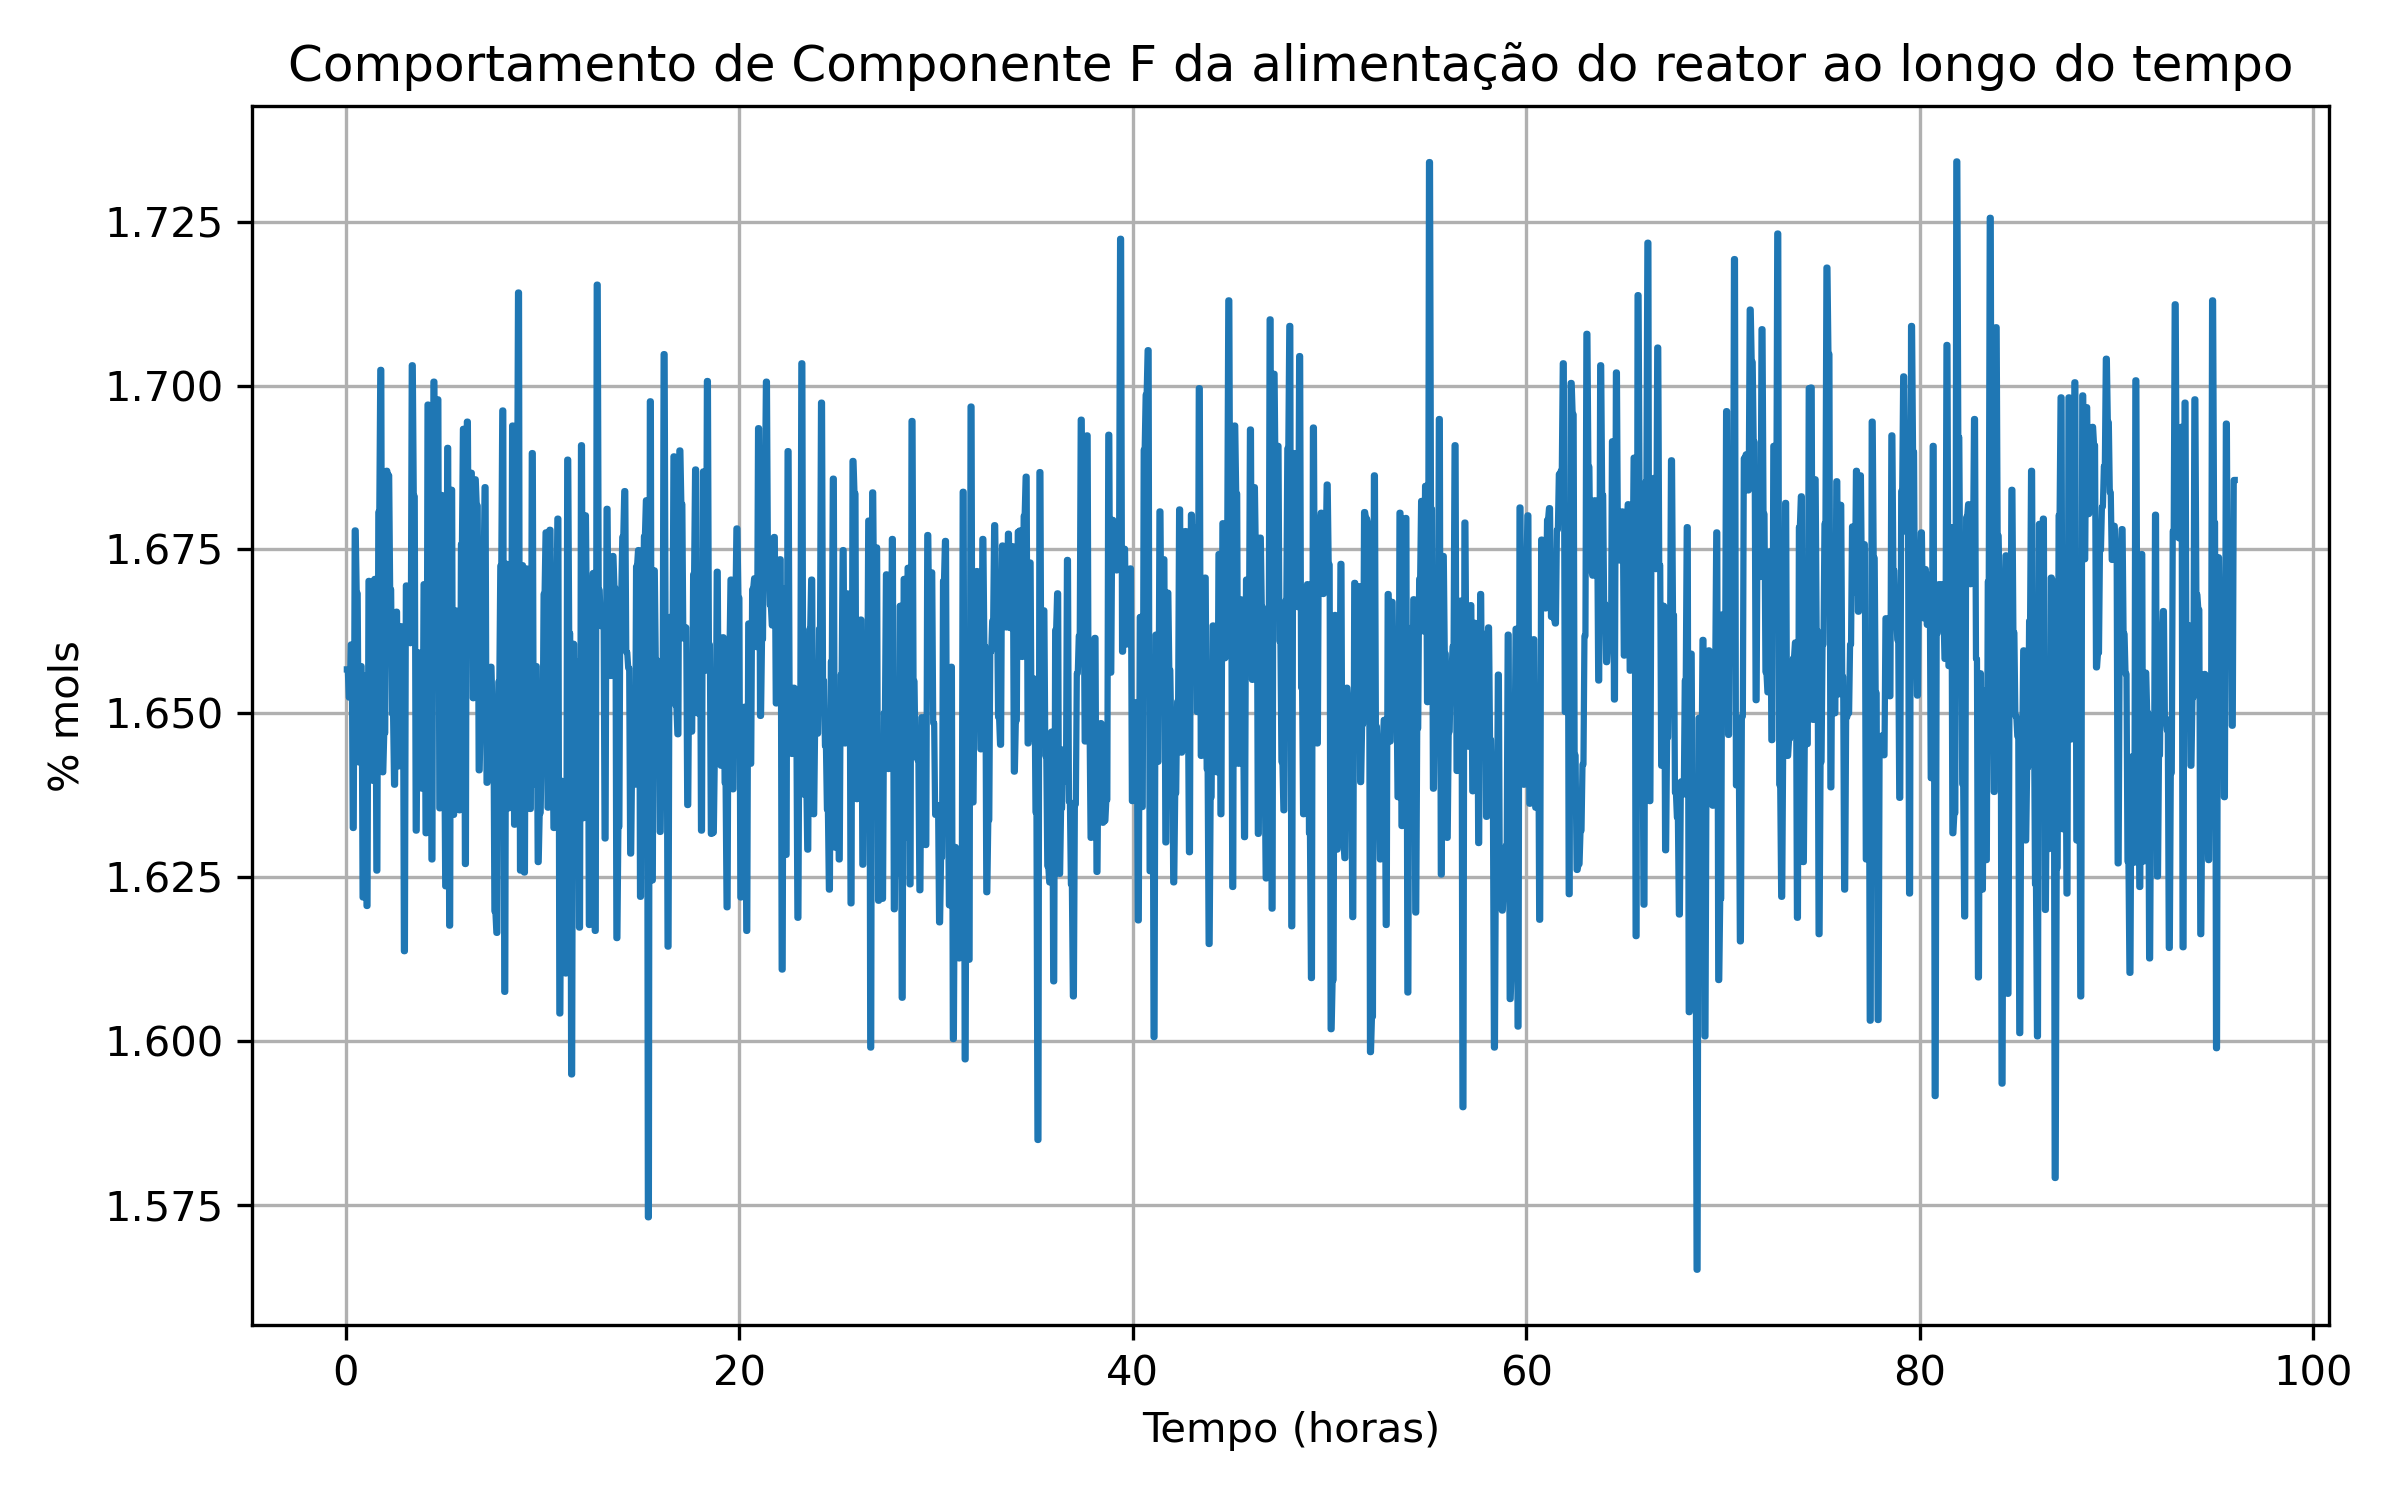 Comportamento de Componente F da alimentação do reator ao longo do tempo
1.725
1.700
1.675
1.650
1.625
1.600
1.575
% mols
0 20 40 60 80 100
Tempo (horas)